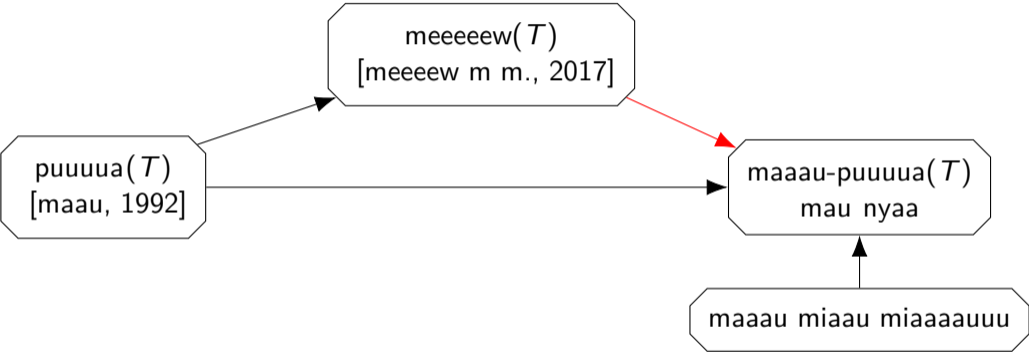 meeeeew(T)
[meeeew m m., 2017]
puuuua(T)
[maau, 1992]
maaau-puuuua(T)
mau nyaa
maaau miaau miaaaauuu